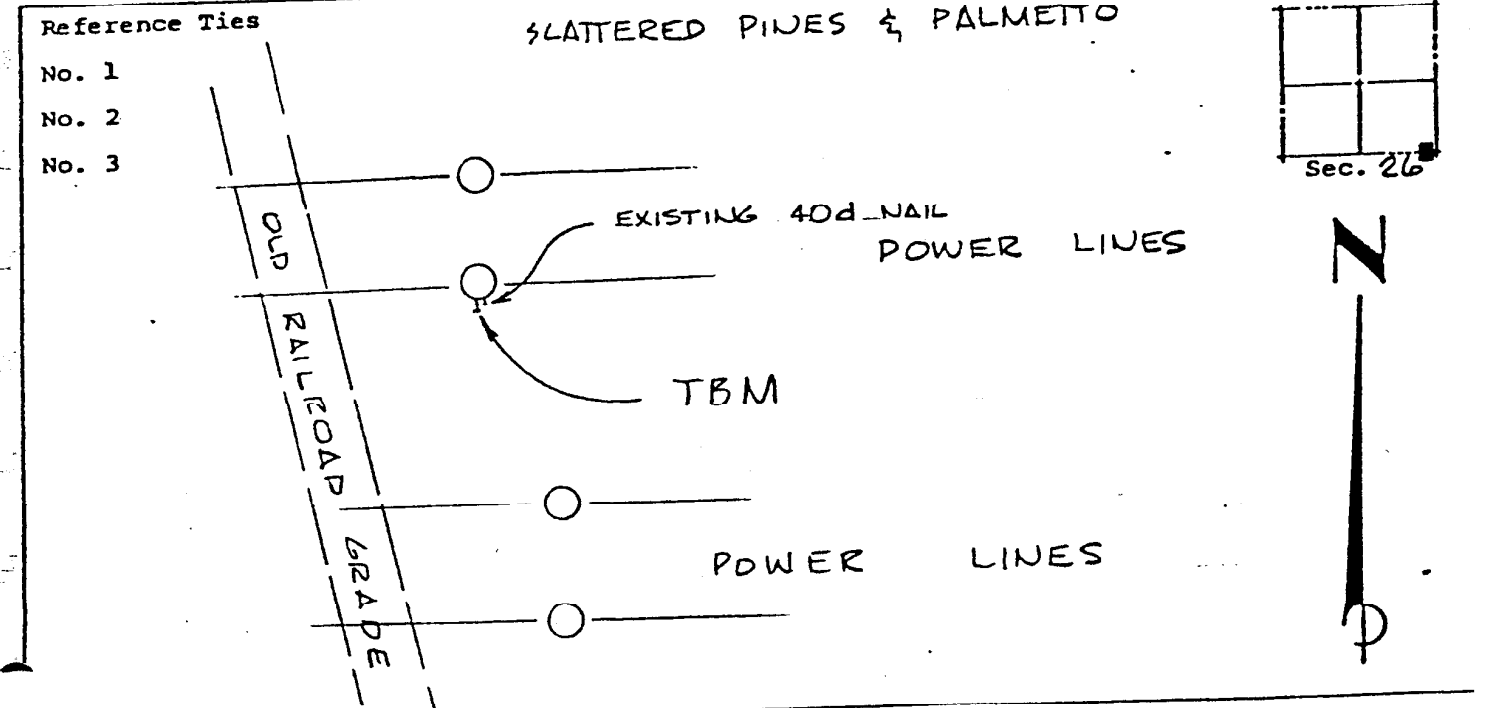 Reference Ties
No. 1
No. 2
No. 3
SCATTERED PINES & PALMETTO
Sec. 26
EXISTING 40d NAIL
POWER LINES
N
OLD RAILROAD GRADE
TBM
POWER LINES